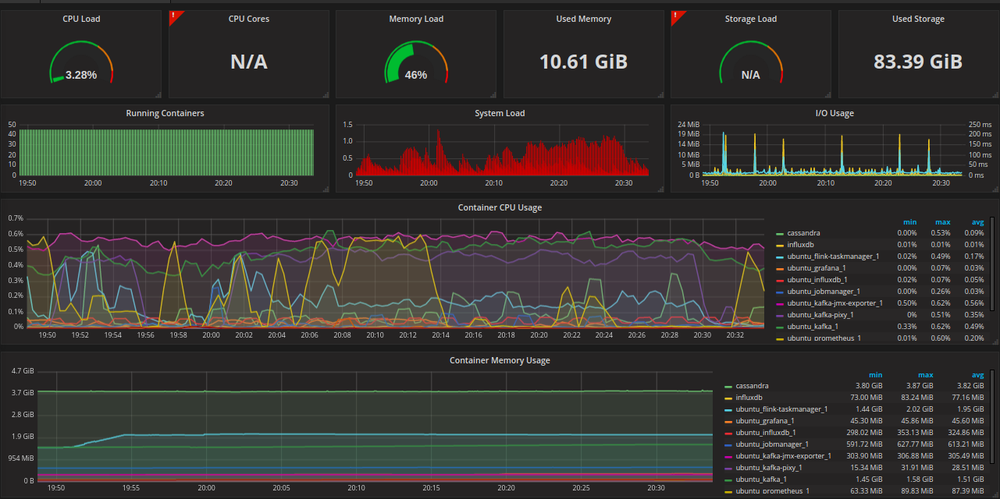 CPU Load
! CPU Cores
Memory Load
Used Memory
! Storage Load
Used Storage
3.28%
N/A
46%
10.61 GiB
N/A
83.39 GiB
Running Containers
50
40
30
20
10
0
19:50 20:00 20:10 20:20 20:30
System Load
1.5
1.0
0.5
0
19:50 20:00 20:10 20:20 20:30
I/O Usage
24 MiB 250 ms
19 MiB 200 ms
14 MiB 150 ms
10 MiB 100 ms
5 MiB 50 ms
0 B 0 ms
19:50 20:00 20:10 20:20 20:30
Container CPU Usage
0.7%
0.6%
0.5%
0.4%
0.3%
0.2%
0.1%
0%
19:50 19:52 19:54 19:56 19:58 20:00 20:02 20:04 20:06 20:08 20:10 20:12 20:14 20:16 20:18 20:20 20:22 20:24 20:26 20:28 20:30 20:32
min max avg
cassandra 0.00% 0.53% 0.09%
influxdb 0.01% 0.01% 0.01%
ubuntu_flink-taskmanager_1 0.02% 0.49% 0.17%
ubuntu_grafana_1 0.00% 0.07% 0.03%
ubuntu_influxdb_1 0.02% 0.07% 0.05%
ubuntu_jobmanager_1 0.00% 0.26% 0.03%
ubuntu_kafka-jmx-exporter_1 0.50% 0.62% 0.56%
ubuntu_kafka-pixy_1 0% 0.51% 0.35%
ubuntu_kafka_1 0.33% 0.62% 0.49%
ubuntu_prometheus_1 0.01% 0.60% 0.20%
Container Memory Usage
4.7 GiB
3.7 GiB
2.8 GiB
1.9 GiB
954 MiB
0 B
19:50 19:55 20:00 20:05 20:10 20:15 20:20 20:25 20:30
min max avg
cassandra 3.80 GiB 3.87 GiB 3.82 GiB
influxdb 73.00 MiB 83.24 MiB 77.16 MiB
ubuntu_flink-taskmanager_1 1.44 GiB 2.02 GiB 1.95 GiB
ubuntu_grafana_1 45.30 MiB 45.86 MiB 45.60 MiB
ubuntu_influxdb_1 298.02 MiB 353.13 MiB 324.86 MiB
ubuntu_jobmanager_1 591.72 MiB 627.77 MiB 613.21 MiB
ubuntu_kafka-jmx-exporter_1 303.90 MiB 306.88 MiB 305.49 MiB
ubuntu_kafka-pixy_1 15.34 MiB 31.91 MiB 28.51 MiB
ubuntu_kafka_1 1.45 GiB 1.58 GiB 1.51 GiB
ubuntu_prometheus_1 63.33 MiB 89.83 MiB 87.39 MiB